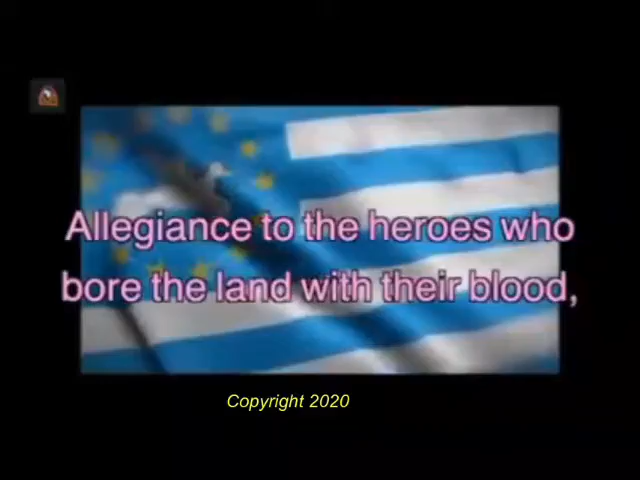 Allegiance to the heroes who
bore the land with their blood,
Copyright 2020